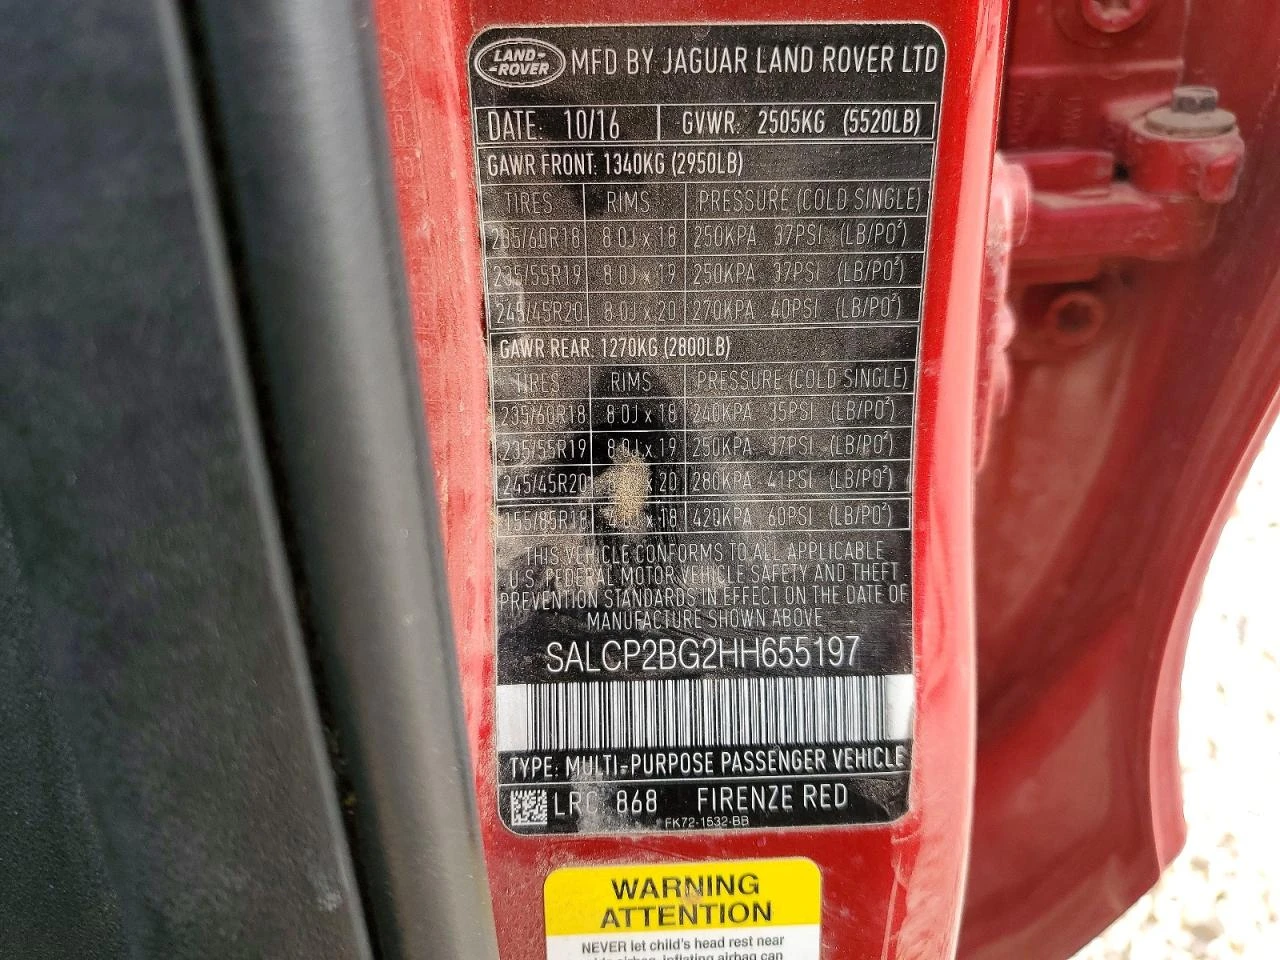 LAND-
-ROVER
MFD BY JAGUAR LAND ROVER LTD
DATE: 10/16 GVWR: 2505KG (5520LB)
GAWR FRONT: 1340KG (2950LB)
TIRES RIMS PRESSURE (COLD SINGLE)
235/60R18 8.0J x 18 250KPA 37PSI (LB/PO²)
235/55R19 8.0J x 19 250KPA 37PSI (LB/PO²)
245/45R20 8.0J x 20 270KPA 40PSI (LB/PO²)
GAWR REAR: 1270KG (2800LB)
TIRES RIMS PRESSURE (COLD SINGLE)
235/60R18 8.0J x 18 240KPA 35PSI (LB/PO²)
235/55R19 8.0J x 19 250KPA 37PSI (LB/PO²)
245/45R20 x 20 280KPA 41PSI (LB/PO²)
155/85R18 x 18 420KPA 60PSI (LB/PO²)
THIS VEHICLE CONFORMS TO ALL APPLICABLE
U.S. FEDERAL MOTOR VEHICLE SAFETY AND THEFT
PREVENTION STANDARDS IN EFFECT ON THE DATE OF
MANUFACTURE SHOWN ABOVE
SALCP2BG2HH655197
TYPE: MULTI-PURPOSE PASSENGER VEHICLE
LRC 868 FIRENZE RED
FK72-1532-BB
WARNING
ATTENTION
NEVER let child's head rest near
side airbag, inflating airbag can